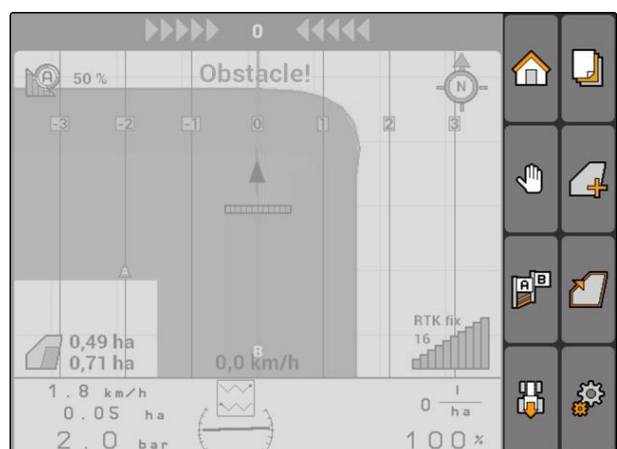 0
A 50 %
Obstacle!
N
-3 -2 -1 0 1 2 3
A
A B
RTK fix
16
0,49 ha
0,71 ha
0,0 km/h
B
1.8 km/h
0.05 ha
2.0 bar
0 l/ha
100%